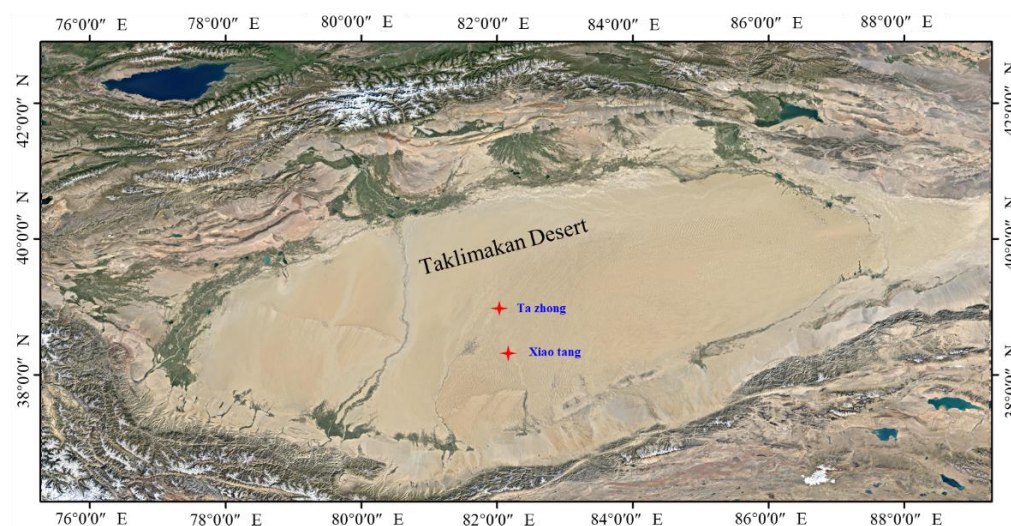 76°0′0″ E 78°0′0″ E 80°0′0″ E 82°0′0″ E 84°0′0″ E 86°0′0″ E 88°0′0″ E
42°0′0″ N
42°0′0″ N
Taklimakan Desert
40°0′0″ N
40°0′0″ N
Ta zhong
Xiao tang
38°0′0″ N
38°0′0″ N
76°0′0″ E 78°0′0″ E 80°0′0″ E 82°0′0″ E 84°0′0″ E 86°0′0″ E 88°0′0″ E